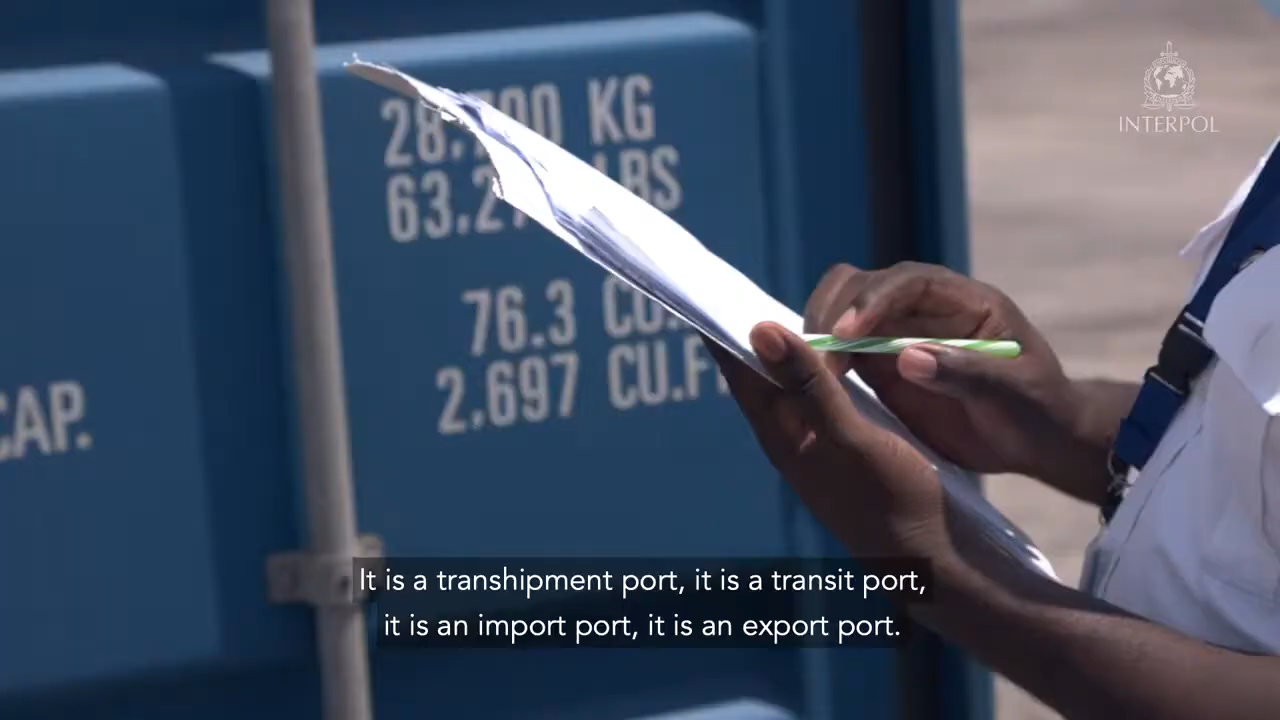 INTERPOL
KG
LBS
76.3 CU.
2.697 CU.F
CAP.
It is a transhipment port, it is a transit port,
it is an import port, it is an export port.